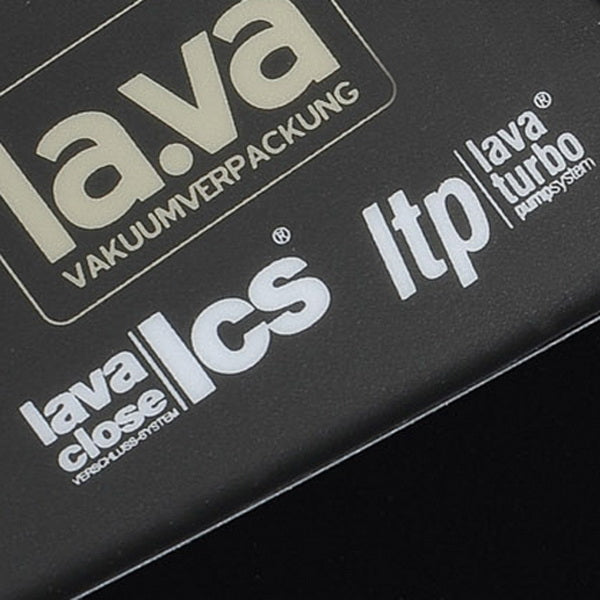 la.va
VAKUUMVERPACKUNG
ltp
lava®
turbo
pumpsystem
lcs®
lava
close
VERSCHLUSS-SYSTEM